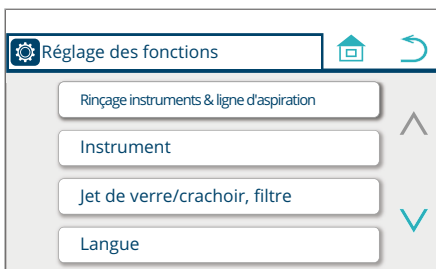 Réglage des fonctions
Rinçage instruments & ligne d'aspiration
Instrument
Jet de verre/crachoir, filtre
Langue